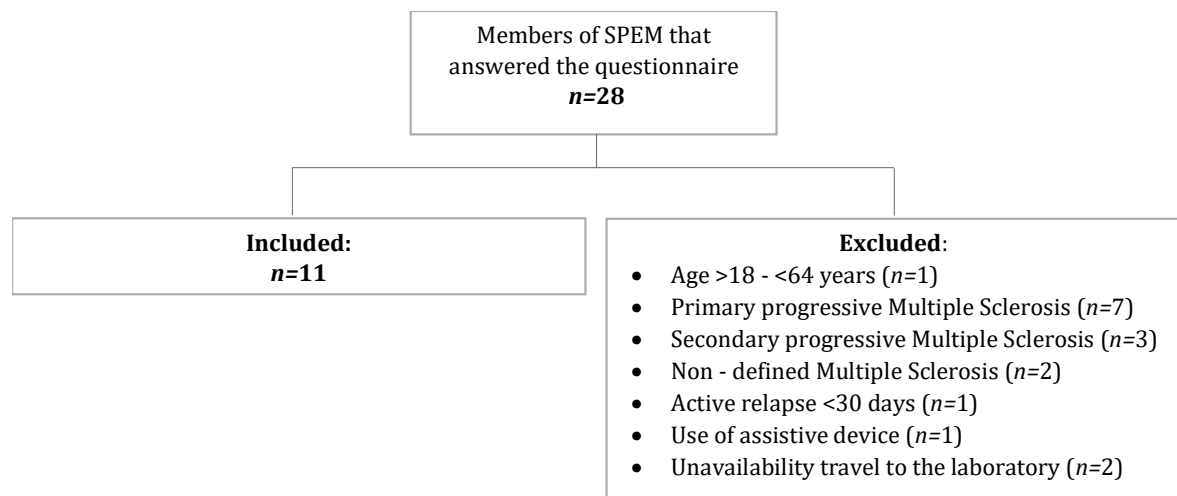 Members of SPEM that
answered the questionnaire
n=28
Included:
n=11
Excluded:
• Age >18 - <64 years (n=1)
• Primary progressive Multiple Sclerosis (n=7)
• Secondary progressive Multiple Sclerosis (n=3)
• Non - defined Multiple Sclerosis (n=2)
• Active relapse <30 days (n=1)
• Use of assistive device (n=1)
• Unavailability travel to the laboratory (n=2)